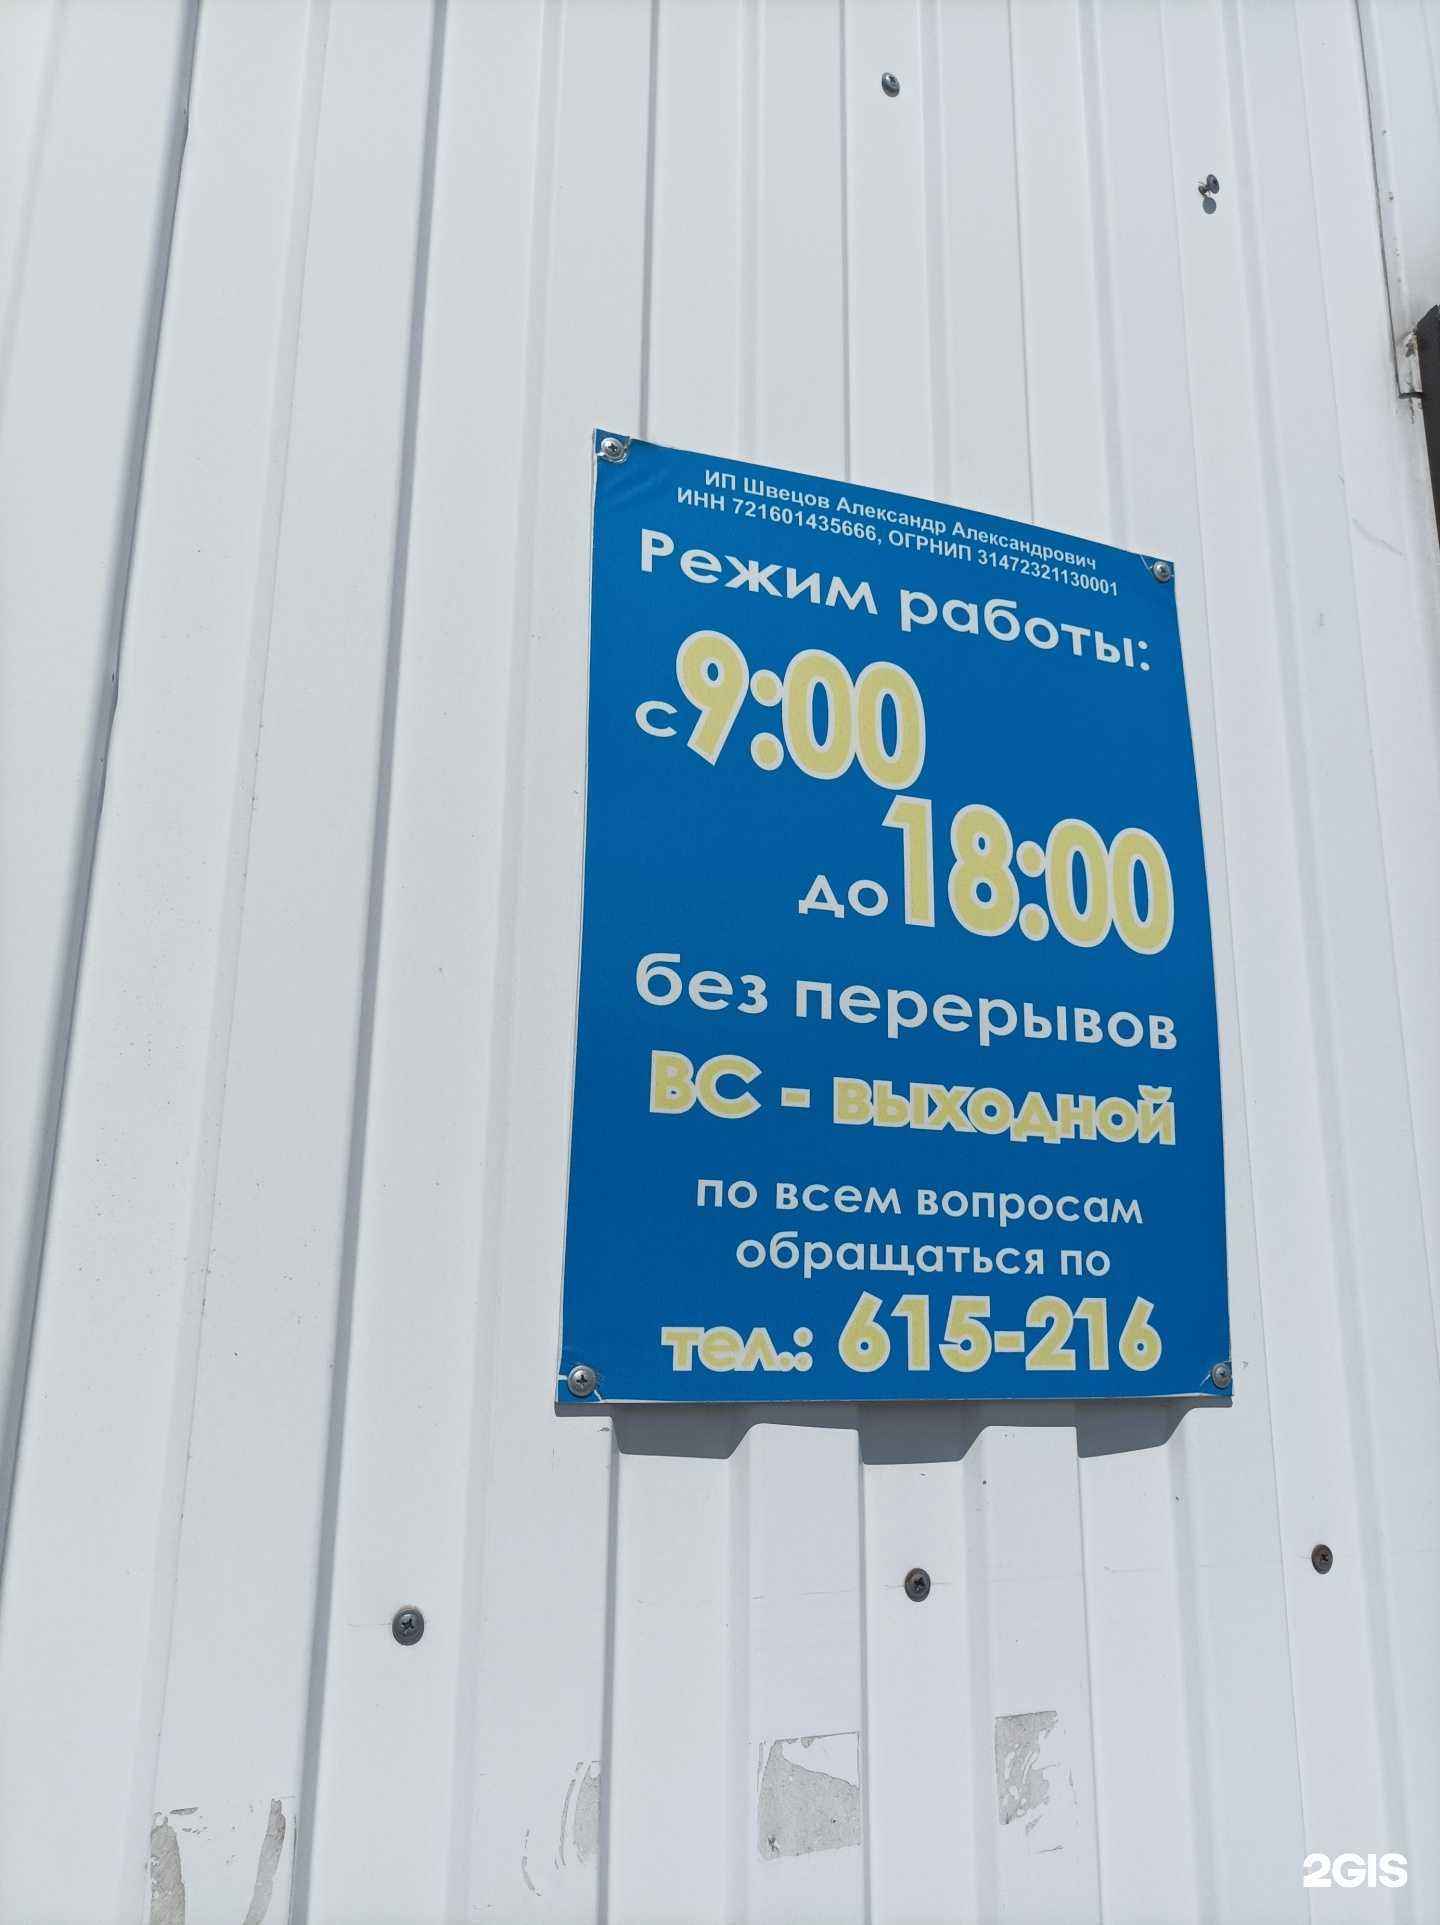 ИП Швецов Александр Александрович
ИНН 721601435666, ОГРНИП 31472321130001
Режим работы:
с 9:00
до 18:00
без перерывов
ВС - выходной
по всем вопросам
обращаться по
тел.: 615-216
2GIS